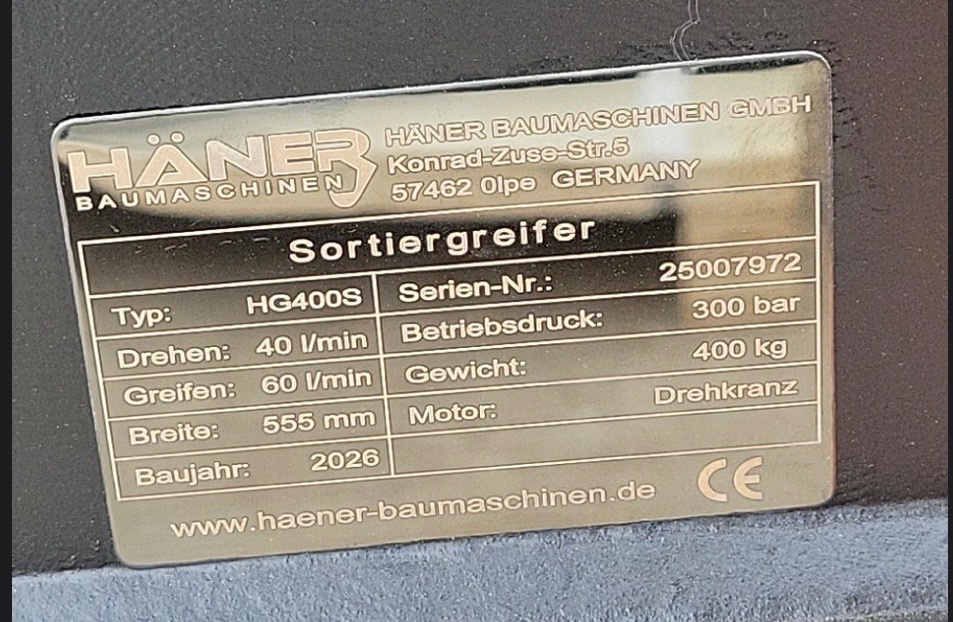 HÄNER
BAUMASCHINEN
HÄNER BAUMASCHINEN GMBH
Konrad-Zuse-Str.5
57462 Olpe GERMANY
Sortiergreifer
Typ: HG400S
Serien-Nr.: 25007972
Drehen: 40 l/min
Betriebsdruck: 300 bar
Greifen: 60 l/min
Gewicht: 400 kg
Breite: 555 mm
Motor: Drehkranz
Baujahr: 2026
www.haener-baumaschinen.de
CE